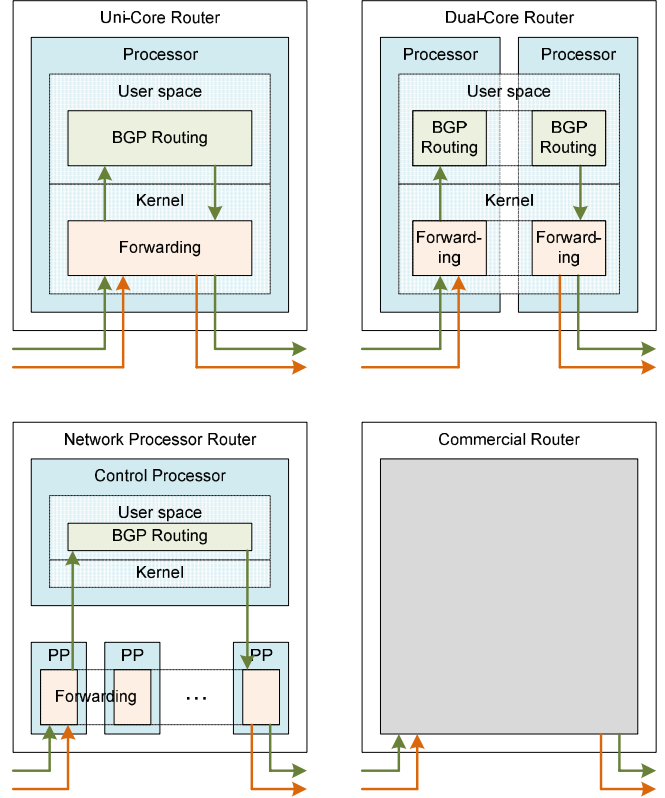 Uni-Core Router
Processor
User space
BGP Routing
Kernel
Forwarding
Dual-Core Router
Processor
Processor
User space
BGP
Routing
BGP
Routing
Kernel
Forward-
ing
Forward-
ing
Network Processor Router
Control Processor
User space
BGP Routing
Kernel
PP
PP
PP
Forwarding
...
Commercial Router